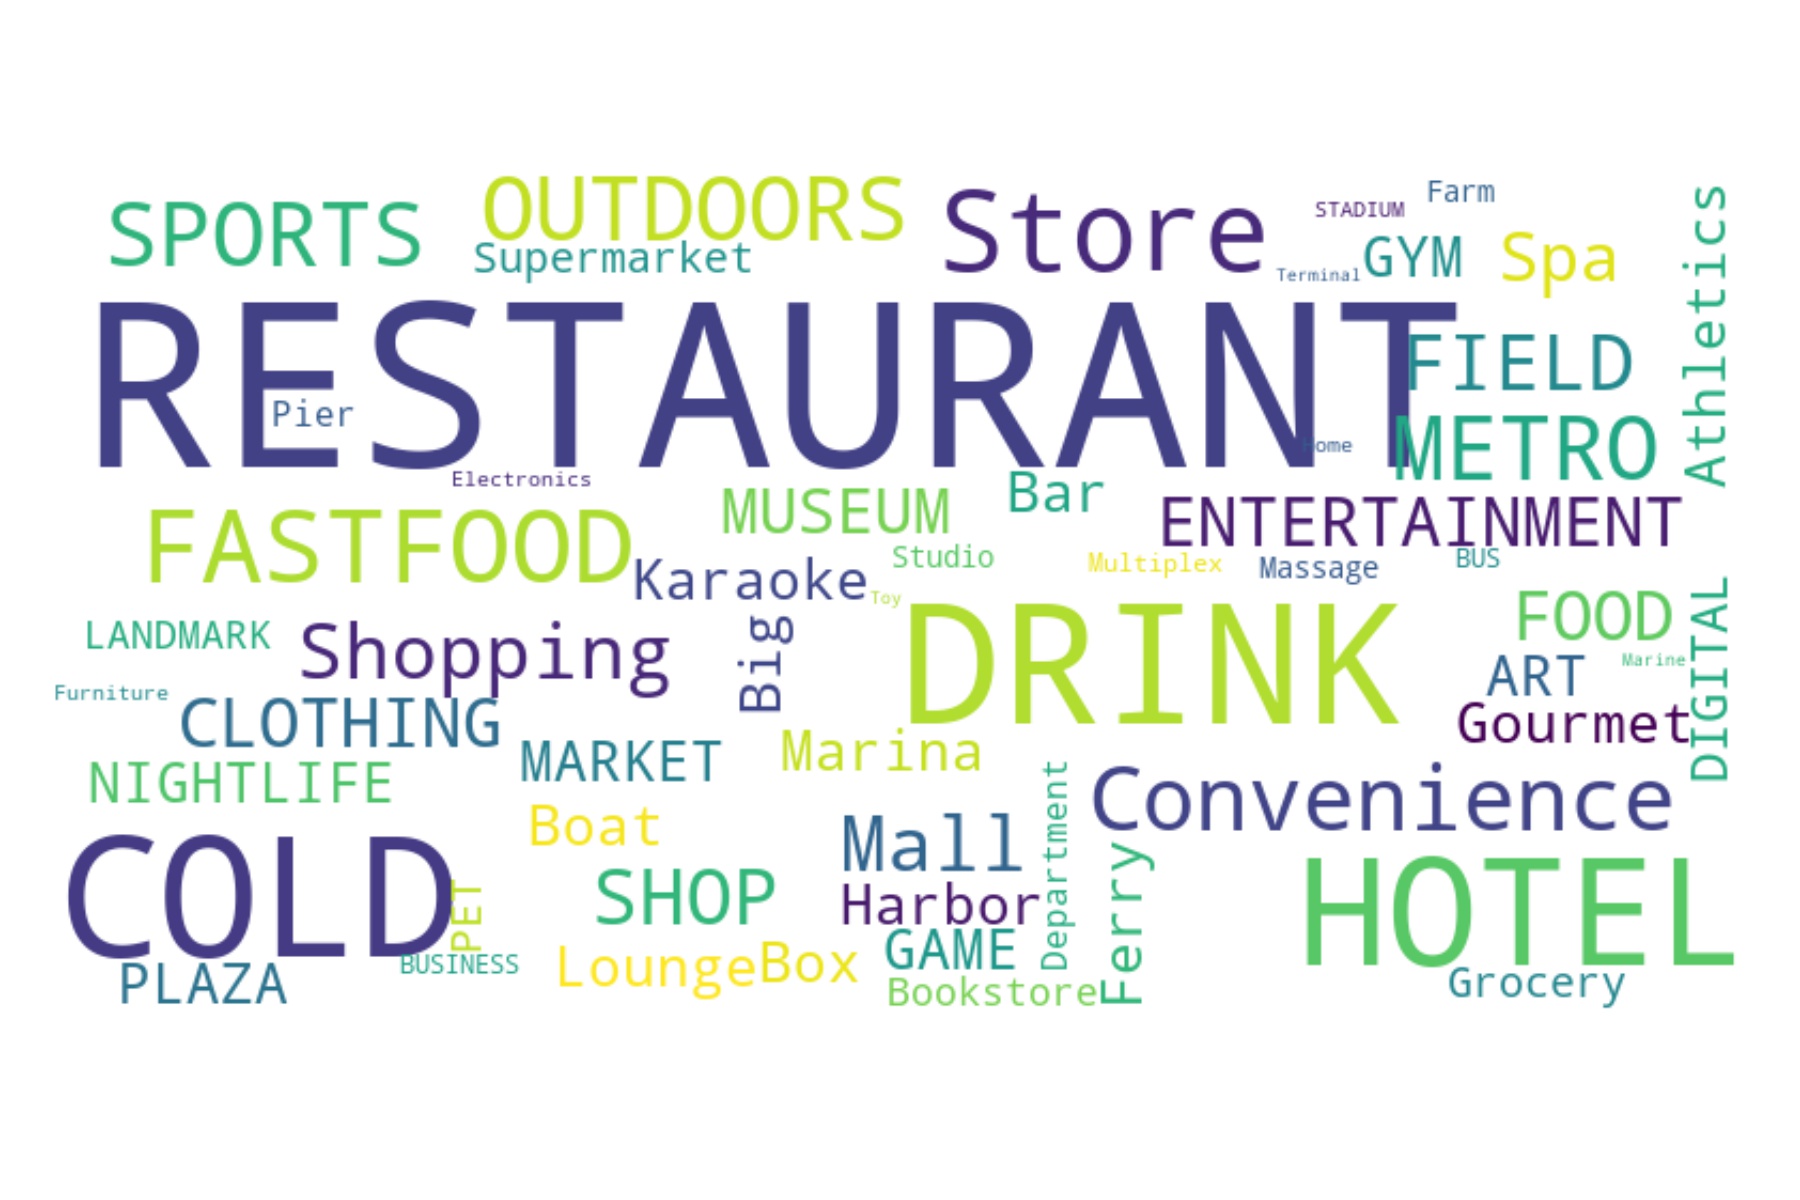 SPORTS
OUTDOORS
Supermarket
Store
STADIUM
Farm
Terminal
GYM
Spa
Athletics
RESTAURANT
Pier
FIELD
Home
METRO
Electronics
FASTFOOD
MUSEUM
Bar
ENTERTAINMENT
Karaoke
Studio
Multiplex
Massage
BUS
Toy
LANDMARK
Shopping
Big
DRINK
FOOD
DIGITAL
ART
Marine
Furniture
CLOTHING
Gourmet
NIGHTLIFE
MARKET
Marina
Convenience
Boat
Mall
Department
COLD
PET
SHOP
Harbor
Ferry
HOTEL
PLAZA
BUSINESS
Lounge
Box
GAME
Bookstore
Grocery